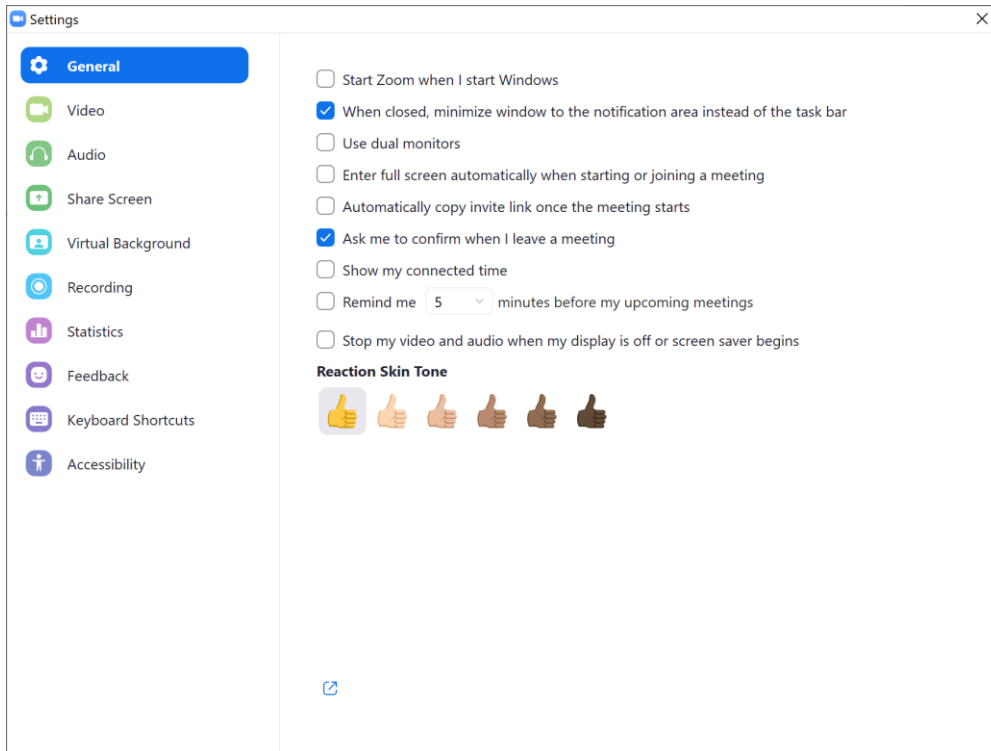 Settings
General
Video
Audio
Share Screen
Virtual Background
Recording
Statistics
Feedback
Keyboard Shortcuts
Accessibility
Start Zoom when I start Windows
When closed, minimize window to the notification area instead of the task bar
Use dual monitors
Enter full screen automatically when starting or joining a meeting
Automatically copy invite link once the meeting starts
Ask me to confirm when I leave a meeting
Show my connected time
Remind me 5 minutes before my upcoming meetings
Stop my video and audio when my display is off or screen saver begins
Reaction Skin Tone